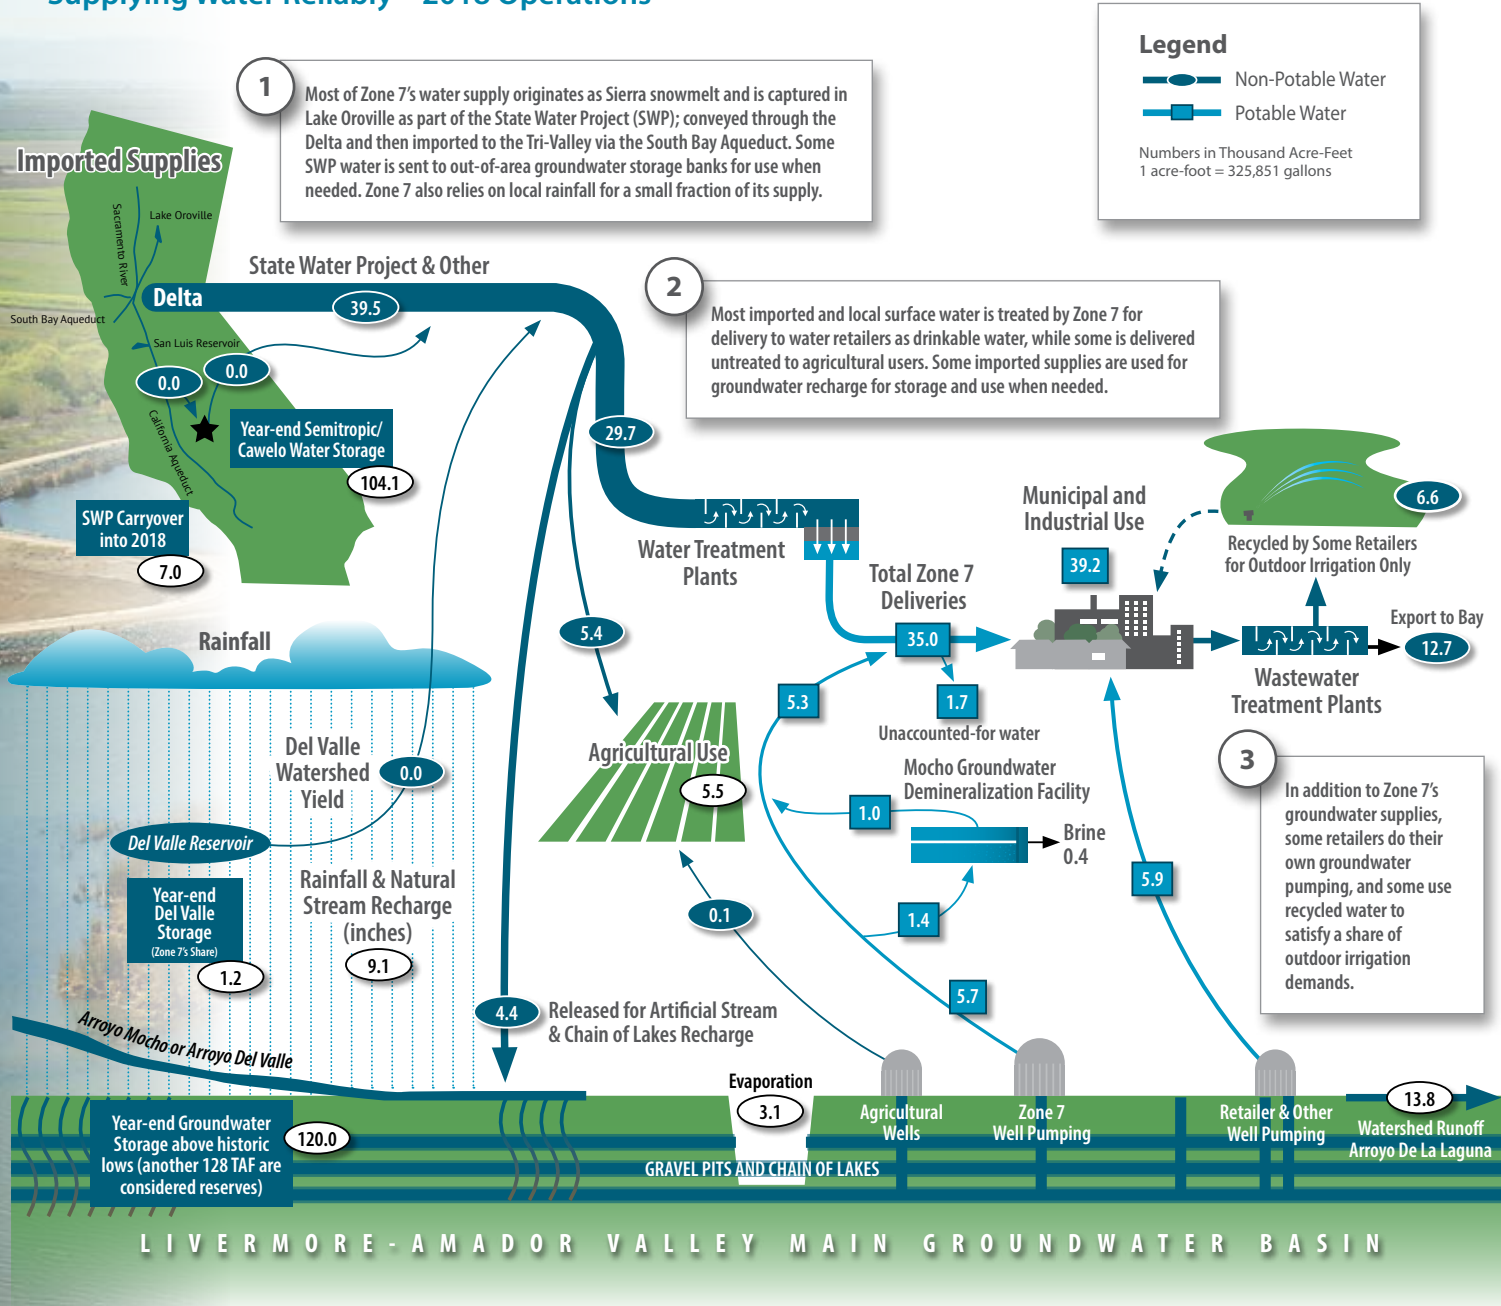 Supplying Water Reliably – 2018 Operations
1
Most of Zone 7's water supply originates as Sierra snowmelt and is captured in
Lake Oroville as part of the State Water Project (SWP); conveyed through the
Delta and then imported to the Tri-Valley via the South Bay Aqueduct. Some
SWP water is sent to out-of-area groundwater storage banks for use when
needed. Zone 7 also relies on local rainfall for a small fraction of its supply.
Legend
Non-Potable Water
Potable Water
Numbers in Thousand Acre-Feet
1 acre-foot = 325,851 gallons
Imported Supplies
Sacramento River
Lake Oroville
Delta
South Bay Aqueduct
San Luis Reservoir
California Aqueduct
0.0
0.0
State Water Project & Other
39.5
Year-end Semitropic/
Cawelo Water Storage
104.1
SWP Carryover
into 2018
7.0
2
Most imported and local surface water is treated by Zone 7 for
delivery to water retailers as drinkable water, while some is delivered
untreated to agricultural users. Some imported supplies are used for
groundwater recharge for storage and use when needed.
29.7
Water Treatment
Plants
Total Zone 7
Deliveries
35.0
1.7
Unaccounted-for water
Municipal and
Industrial Use
39.2
6.6
Recycled by Some Retailers
for Outdoor Irrigation Only
Export to Bay
12.7
Wastewater
Treatment Plants
3
In addition to Zone 7's
groundwater supplies,
some retailers do their
own groundwater
pumping, and some use
recycled water to
satisfy a share of
outdoor irrigation
demands.
Rainfall
Del Valle
Watershed
Yield
0.0
Del Valle Reservoir
Year-end
Del Valle
Storage
(Zone 7's Share)
1.2
Rainfall & Natural
Stream Recharge
(inches)
9.1
5.4
Agricultural Use
5.5
5.3
Mocho Groundwater
Demineralization Facility
1.0
Brine
0.4
1.4
0.1
5.7
5.9
4.4
Released for Artificial Stream
& Chain of Lakes Recharge
Arroyo Mocho or Arroyo Del Valle
Year-end Groundwater
Storage above historic
lows (another 128 TAF are
considered reserves)
120.0
Evaporation
3.1
GRAVEL PITS AND CHAIN OF LAKES
Agricultural
Wells
Zone 7
Well Pumping
Retailer & Other
Well Pumping
13.8
Watershed Runoff
Arroyo De La Laguna
LIVERMORE-AMADOR VALLEY MAIN GROUNDWATER BASIN